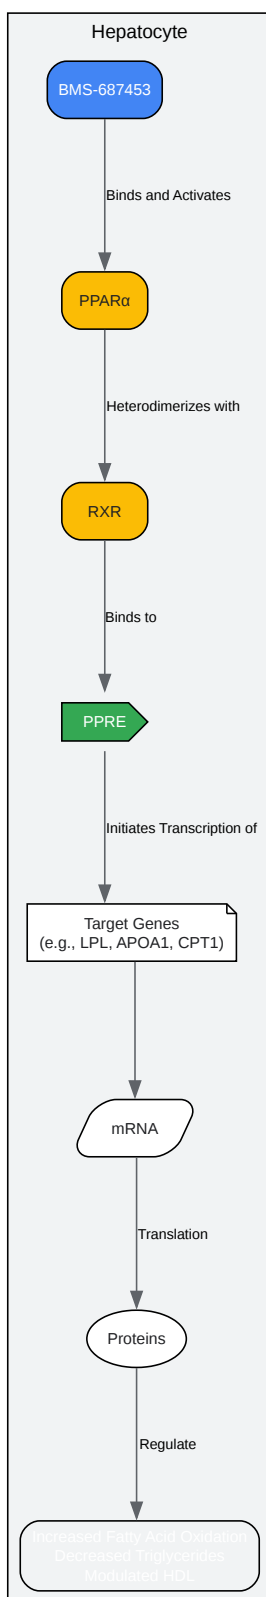 Hepatocyte
BMS-687453
Binds and Activates
PPARα
Heterodimerizes with
RXR
Binds to
PPRE
Initiates Transcription of
Target Genes
(e.g., LPL, APOA1, CPT1)
mRNA
Translation
Proteins
Regulate
Increased Fatty Acid Oxidation
Decreased Triglycerides
Modulated HDL